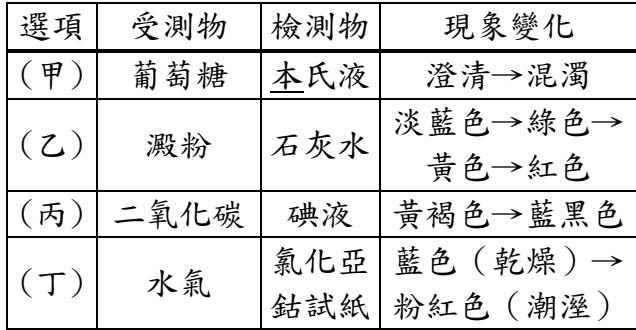 選項 受測物 檢測物 現象變化
（甲） 葡萄糖 本氏液 澄清→混濁
（乙） 澱粉 石灰水 淡藍色→綠色→
黃色→紅色
（丙） 二氧化碳 碘液 黃褐色→藍黑色
（丁） 水氣 氯化亞 藍色（乾燥）→
鈷試紙 粉紅色（潮溼）